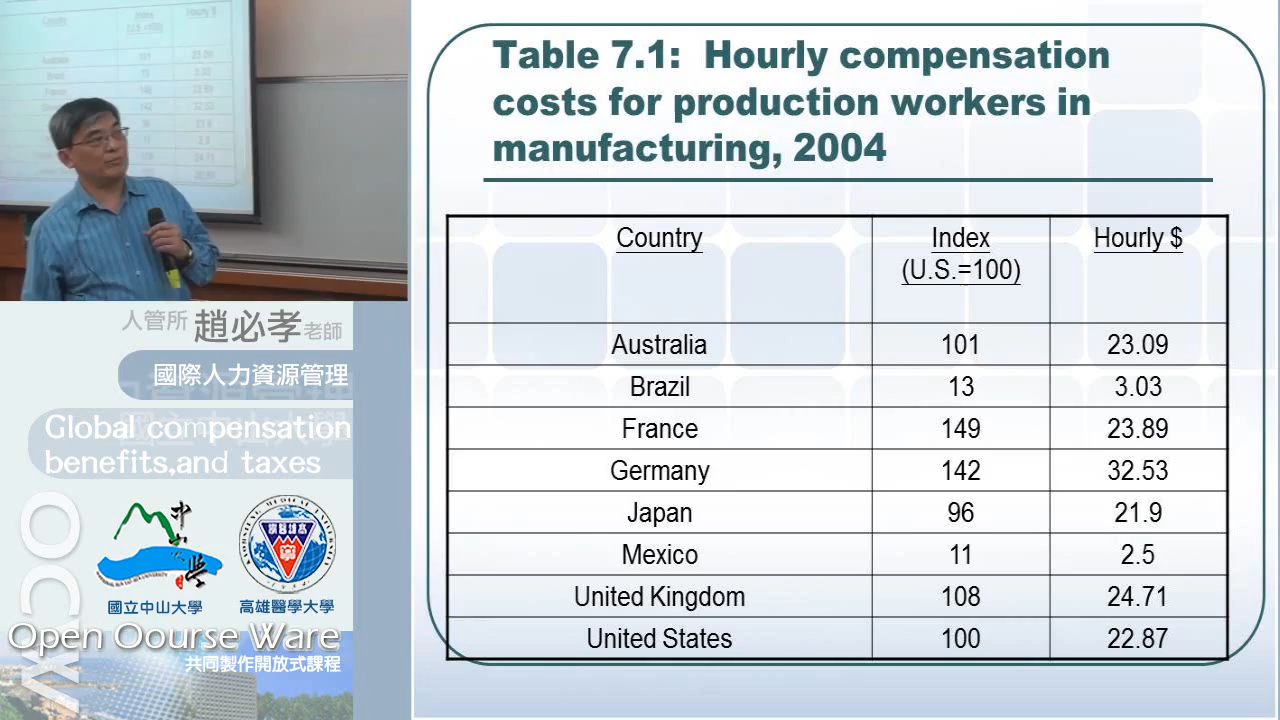 Table 7.1: Hourly compensation
costs for production workers in
manufacturing, 2004
Country Index Hourly $
(U.S.=100)
Australia 101 23.09
Brazil 13 3.03
France 149 23.89
Germany 142 32.53
Japan 96 21.9
Mexico 11 2.5
United Kingdom 108 24.71
United States 100 22.87
人管所 趙必孝老師
國際人力資源管理
Global compensation
benefits,and taxes
OCW
國立中山大學 高雄醫學大學
Open Oourse Ware
共同製作開放式課程